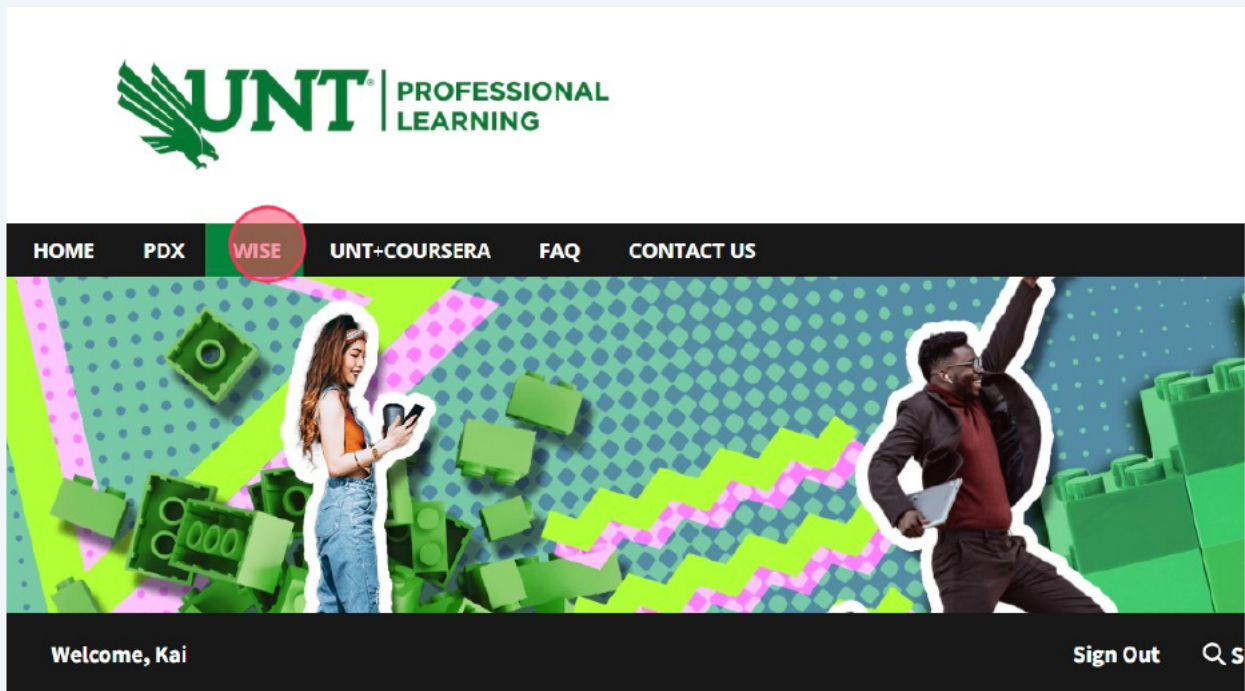 UNT® | PROFESSIONAL
LEARNING
HOME PDX WISE UNT+COURSERA FAQ CONTACT US
Welcome, Kai Sign Out